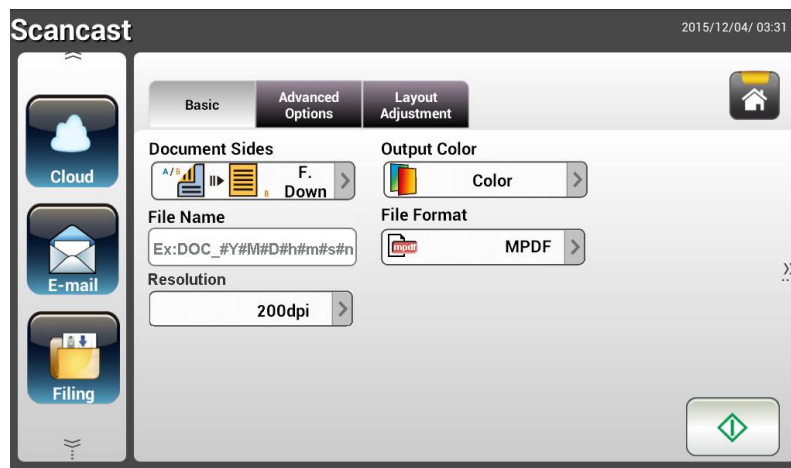 Scancast
2015/12/04/ 03:31
Basic
Advanced
Options
Layout
Adjustment
Cloud
E-mail
Filing
Document Sides
A/B
B
F.
Down
Output Color
Color
File Name
Ex:DOC_#Y#M#D#h#m#s#n
File Format
mpdf
MPDF
Resolution
200dpi